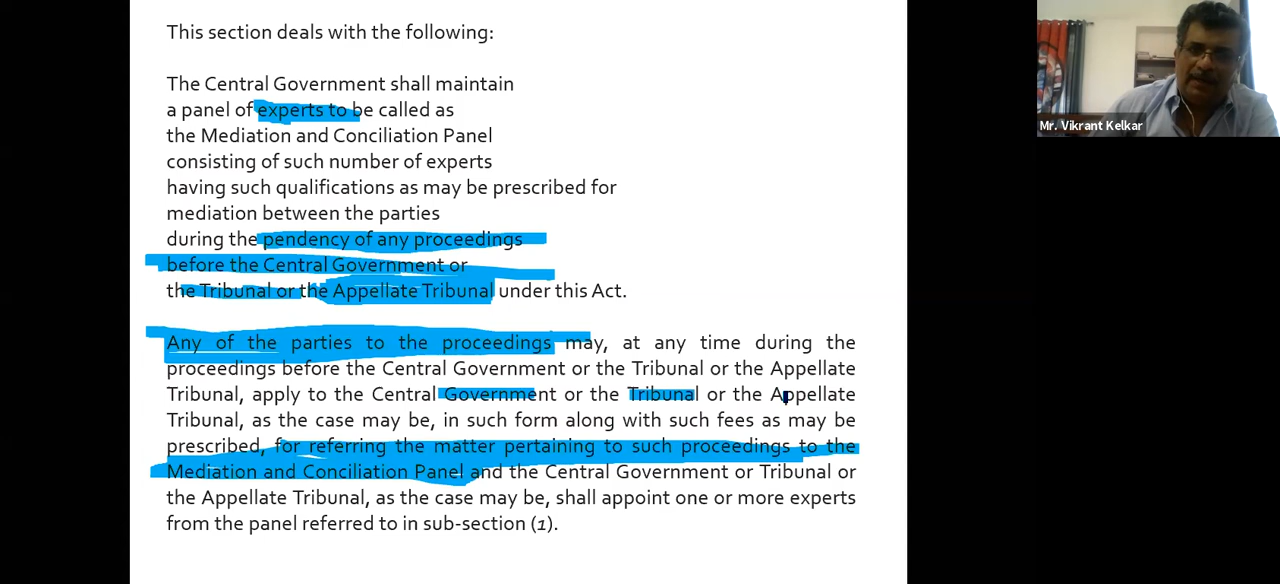 This section deals with the following:
The Central Government shall maintain
a panel of experts to be called as
the Mediation and Conciliation Panel
consisting of such number of experts
having such qualifications as may be prescribed for
mediation between the parties
during the pendency of any proceedings
before the Central Government or
the Tribunal or the Appellate Tribunal under this Act.
Any of the parties to the proceedings may, at any time during the
proceedings before the Central Government or the Tribunal or the Appellate
Tribunal, apply to the Central Government or the Tribunal or the Appellate
Tribunal, as the case may be, in such form along with such fees as may be
prescribed, for referring the matter pertaining to such proceedings to the
Mediation and Conciliation Panel and the Central Government or Tribunal or
the Appellate Tribunal, as the case may be, shall appoint one or more experts
from the panel referred to in sub-section (1).
Mr. Vikrant Kelkar